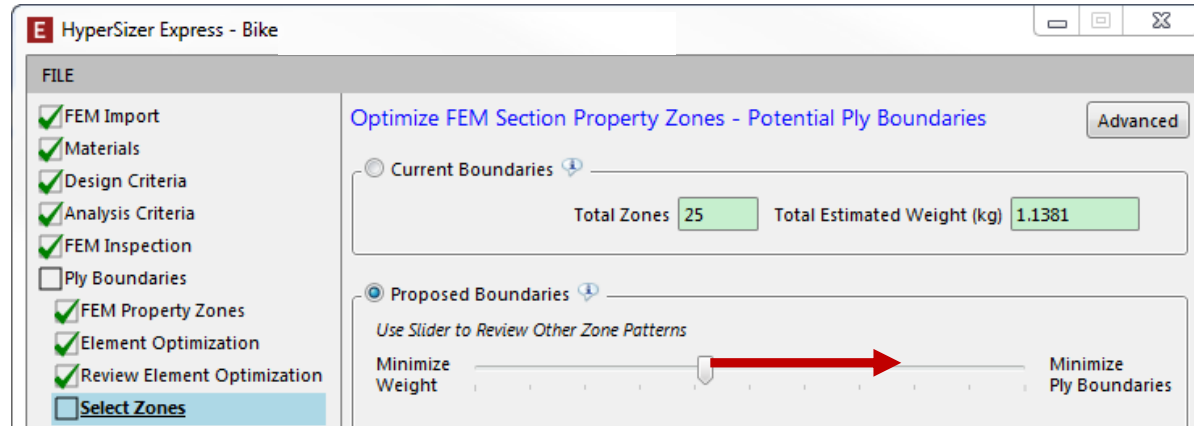 E HyperSizer Express - Bike
FILE
FEM Import
Materials
Design Criteria
Analysis Criteria
FEM Inspection
Ply Boundaries
FEM Property Zones
Element Optimization
Review Element Optimization
Select Zones
Optimize FEM Section Property Zones - Potential Ply Boundaries
Advanced
Current Boundaries
Total Zones 25 Total Estimated Weight (kg) 1.1381
Proposed Boundaries
Use Slider to Review Other Zone Patterns
Minimize
Weight
Minimize
Ply Boundaries